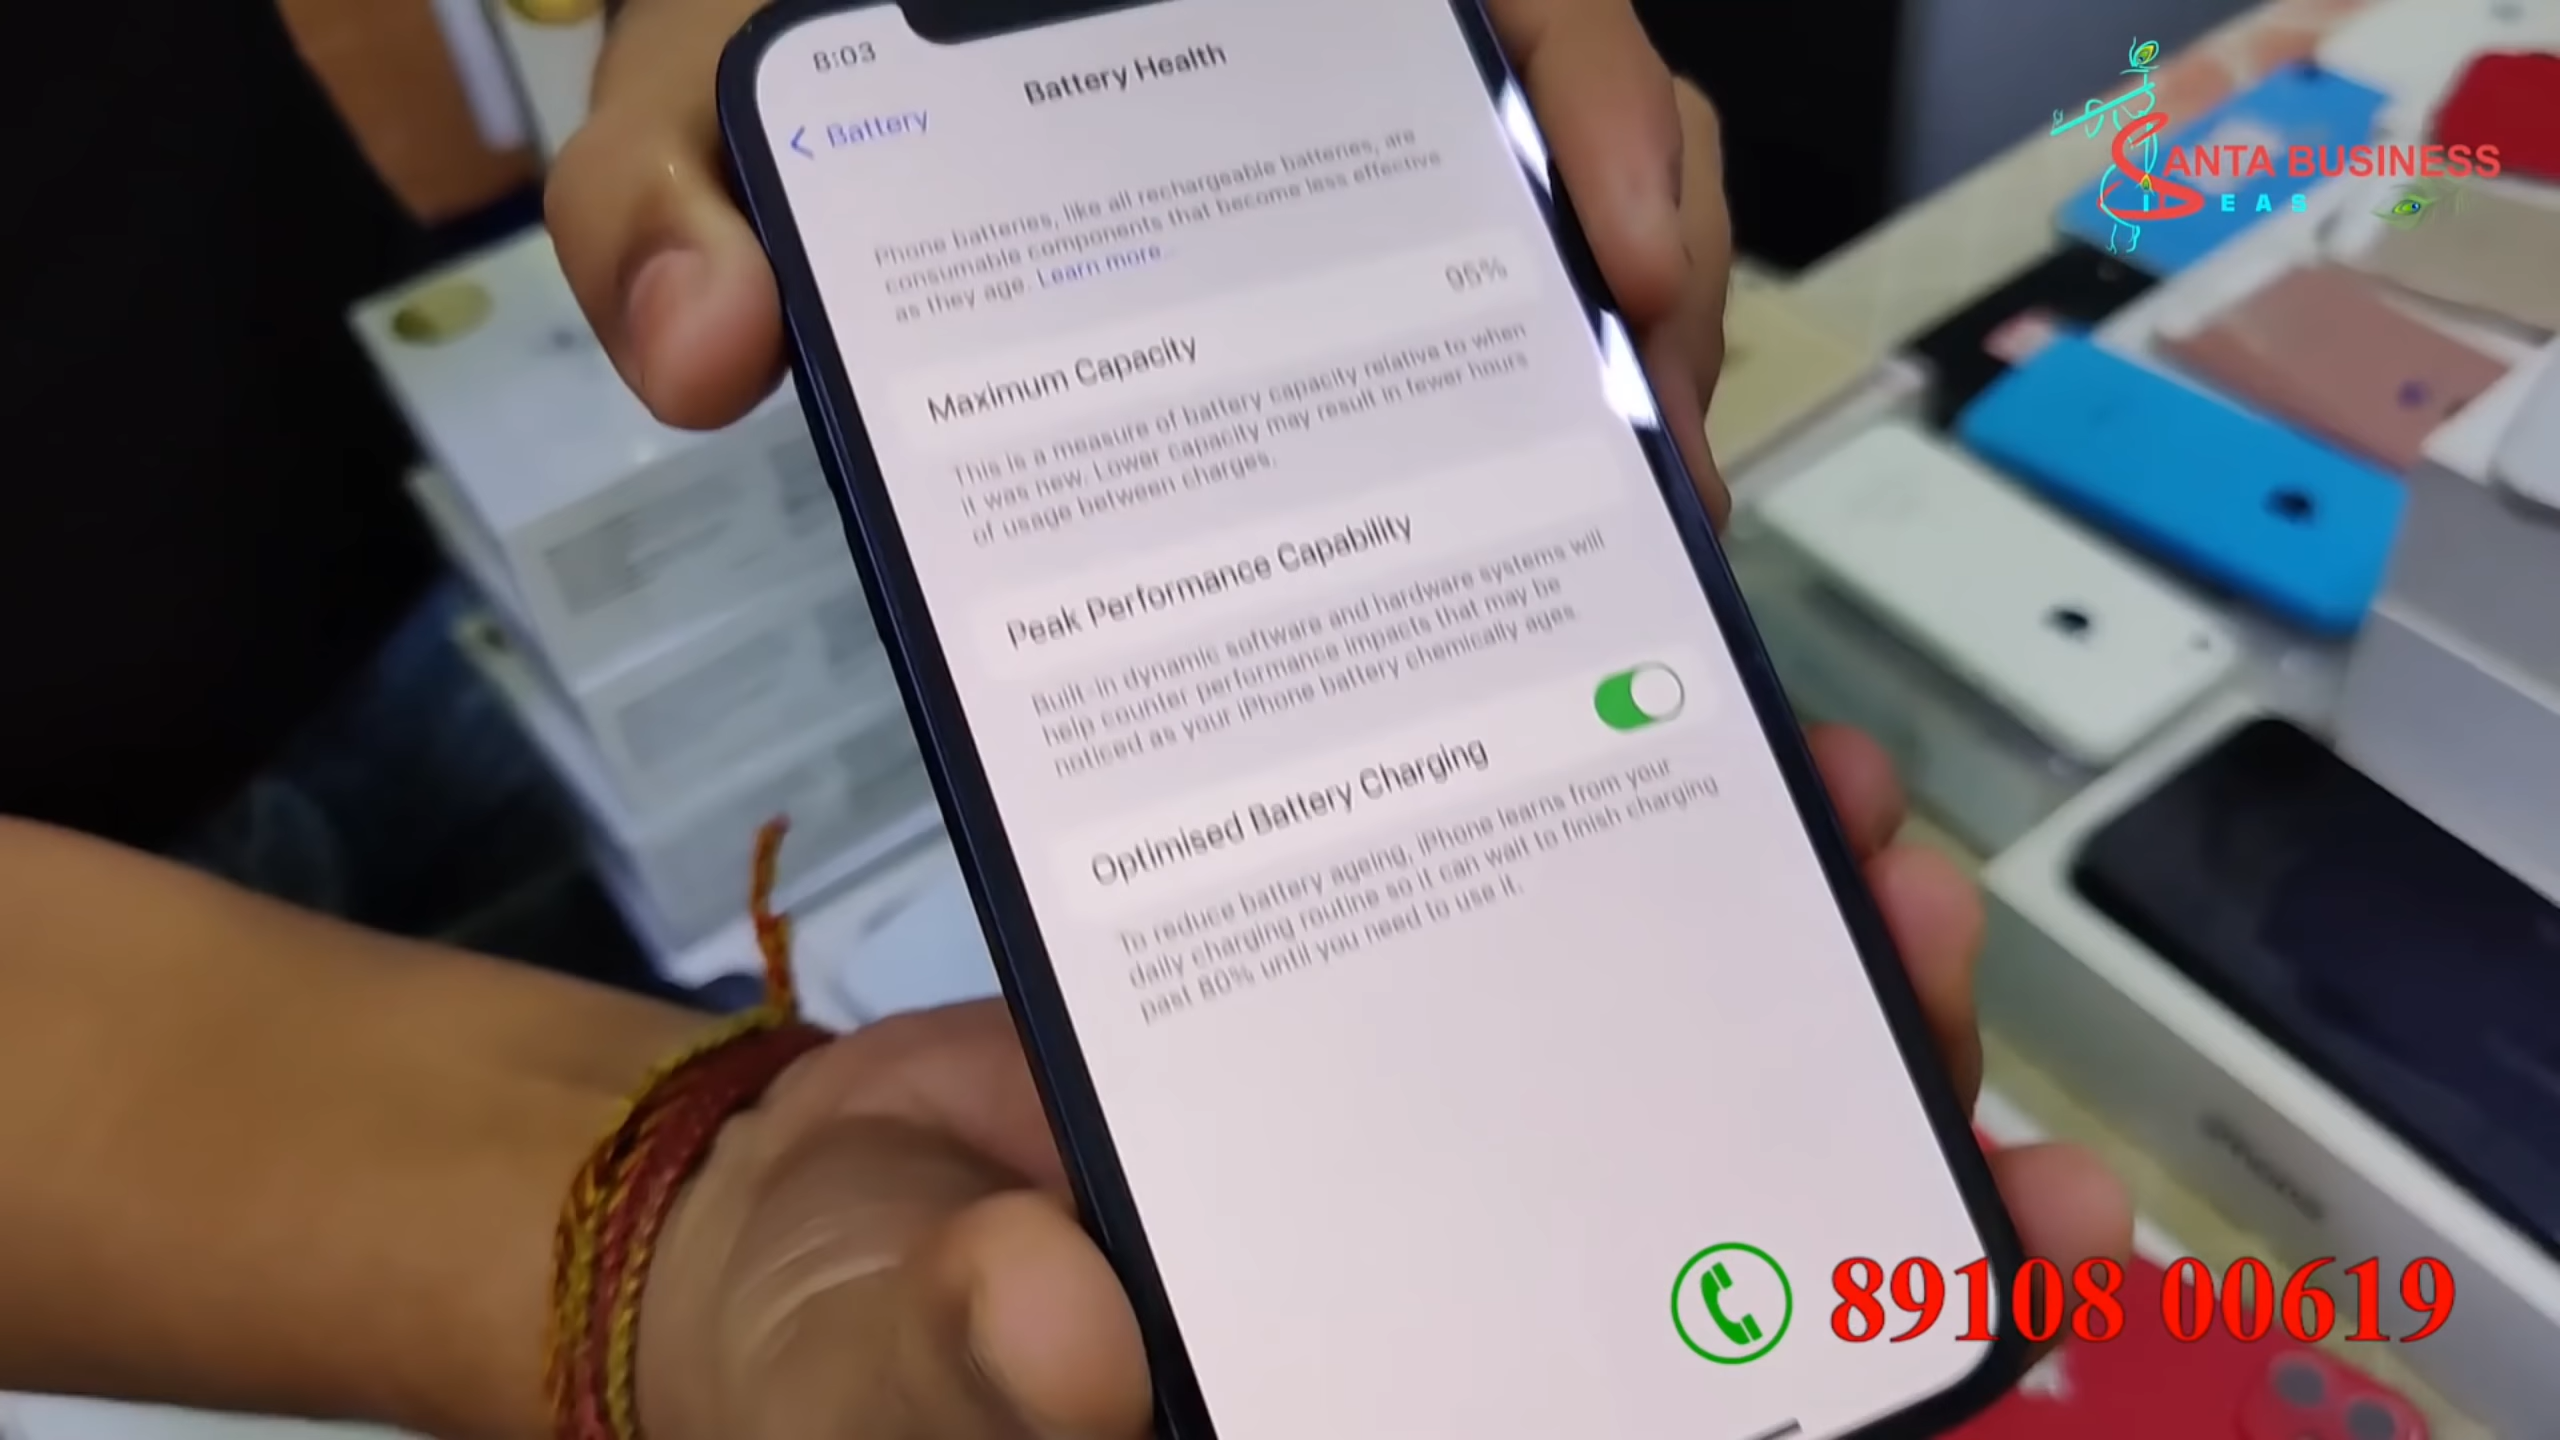 8:03
Battery Health
Battery
Phone batteries, like all rechargeable batteries, are
consumable components that become less effective
as they age. Learn more...
95%
Maximum Capacity
This is a measure of battery capacity relative to when
it was new. Lower capacity may result in fewer hours
of usage between charges.
Peak Performance Capability
Built-in dynamic software and hardware systems will
help counter performance impacts that may be
noticed as your iPhone battery chemically ages.
Optimised Battery Charging
To reduce battery ageing, iPhone learns from your
daily charging routine so it can wait to finish charging
past 80% until you need to use it.
SANTA BUSINESS
IDEAS
iPhone
89108 00619